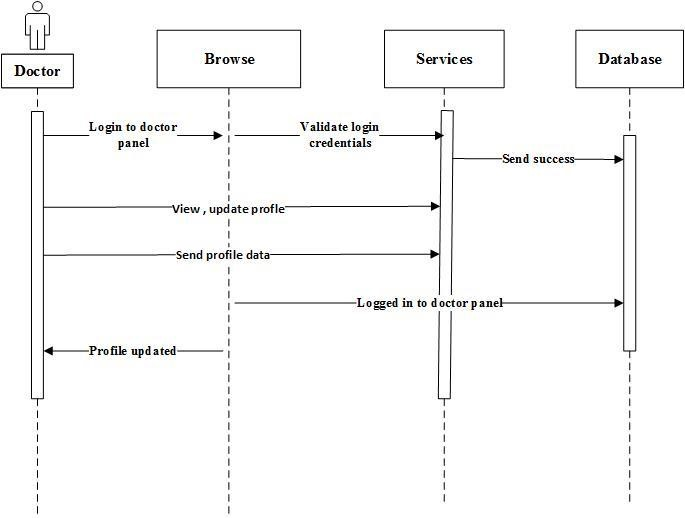 Doctor
Browse
Services
Database
Login to doctor
panel
Validate login
credentials
Send success
View , update profle
Send profile data
Logged in to doctor panel
Profile updated